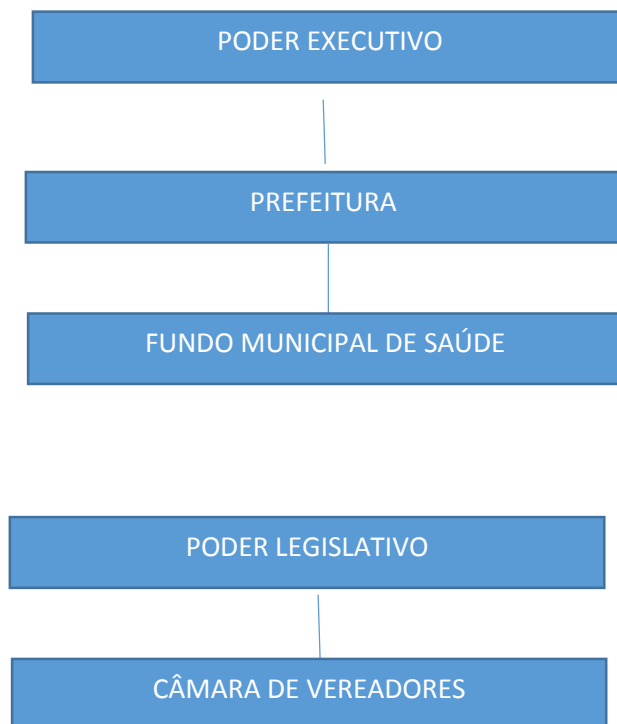 PODER EXECUTIVO
PREFEITURA
FUNDO MUNICIPAL DE SAÚDE
PODER LEGISLATIVO
CÂMARA DE VEREADORES